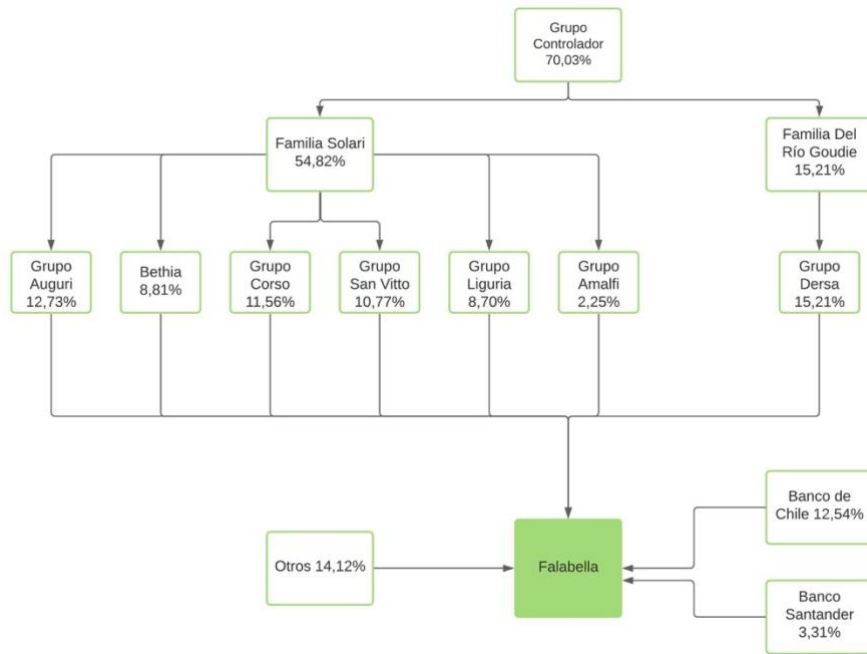 Grupo
Controlador
70,03%
Familia Solari
54,82%
Familia Del
Río Goudie
15,21%
Grupo
Auguri
12,73%
Bethia
8,81%
Grupo
Corso
11,56%
Grupo
San Vitto
10,77%
Grupo
Liguria
8,70%
Grupo
Amalfi
2,25%
Grupo
Dersa
15,21%
Banco de
Chile 12,54%
Otros 14,12%
Falabella
Banco
Santander
3,31%